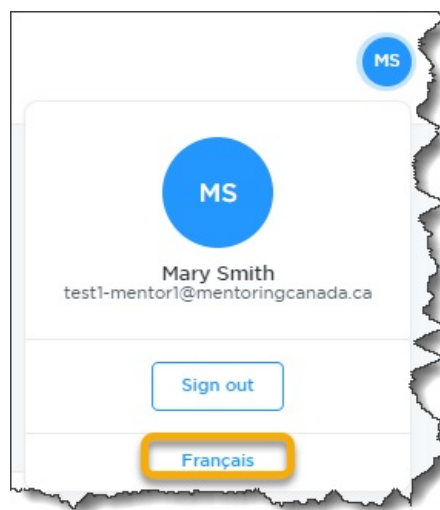 MS
MS
Mary Smith
test1-mentor1@mentoringcanada.ca
Sign out
Français